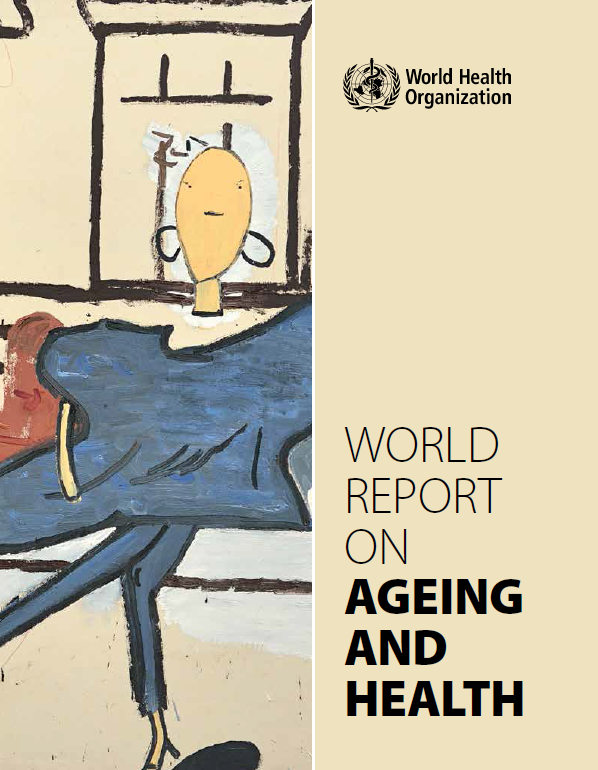 World Health
Organization
WORLD
REPORT
ON
AGEING
AND
HEALTH